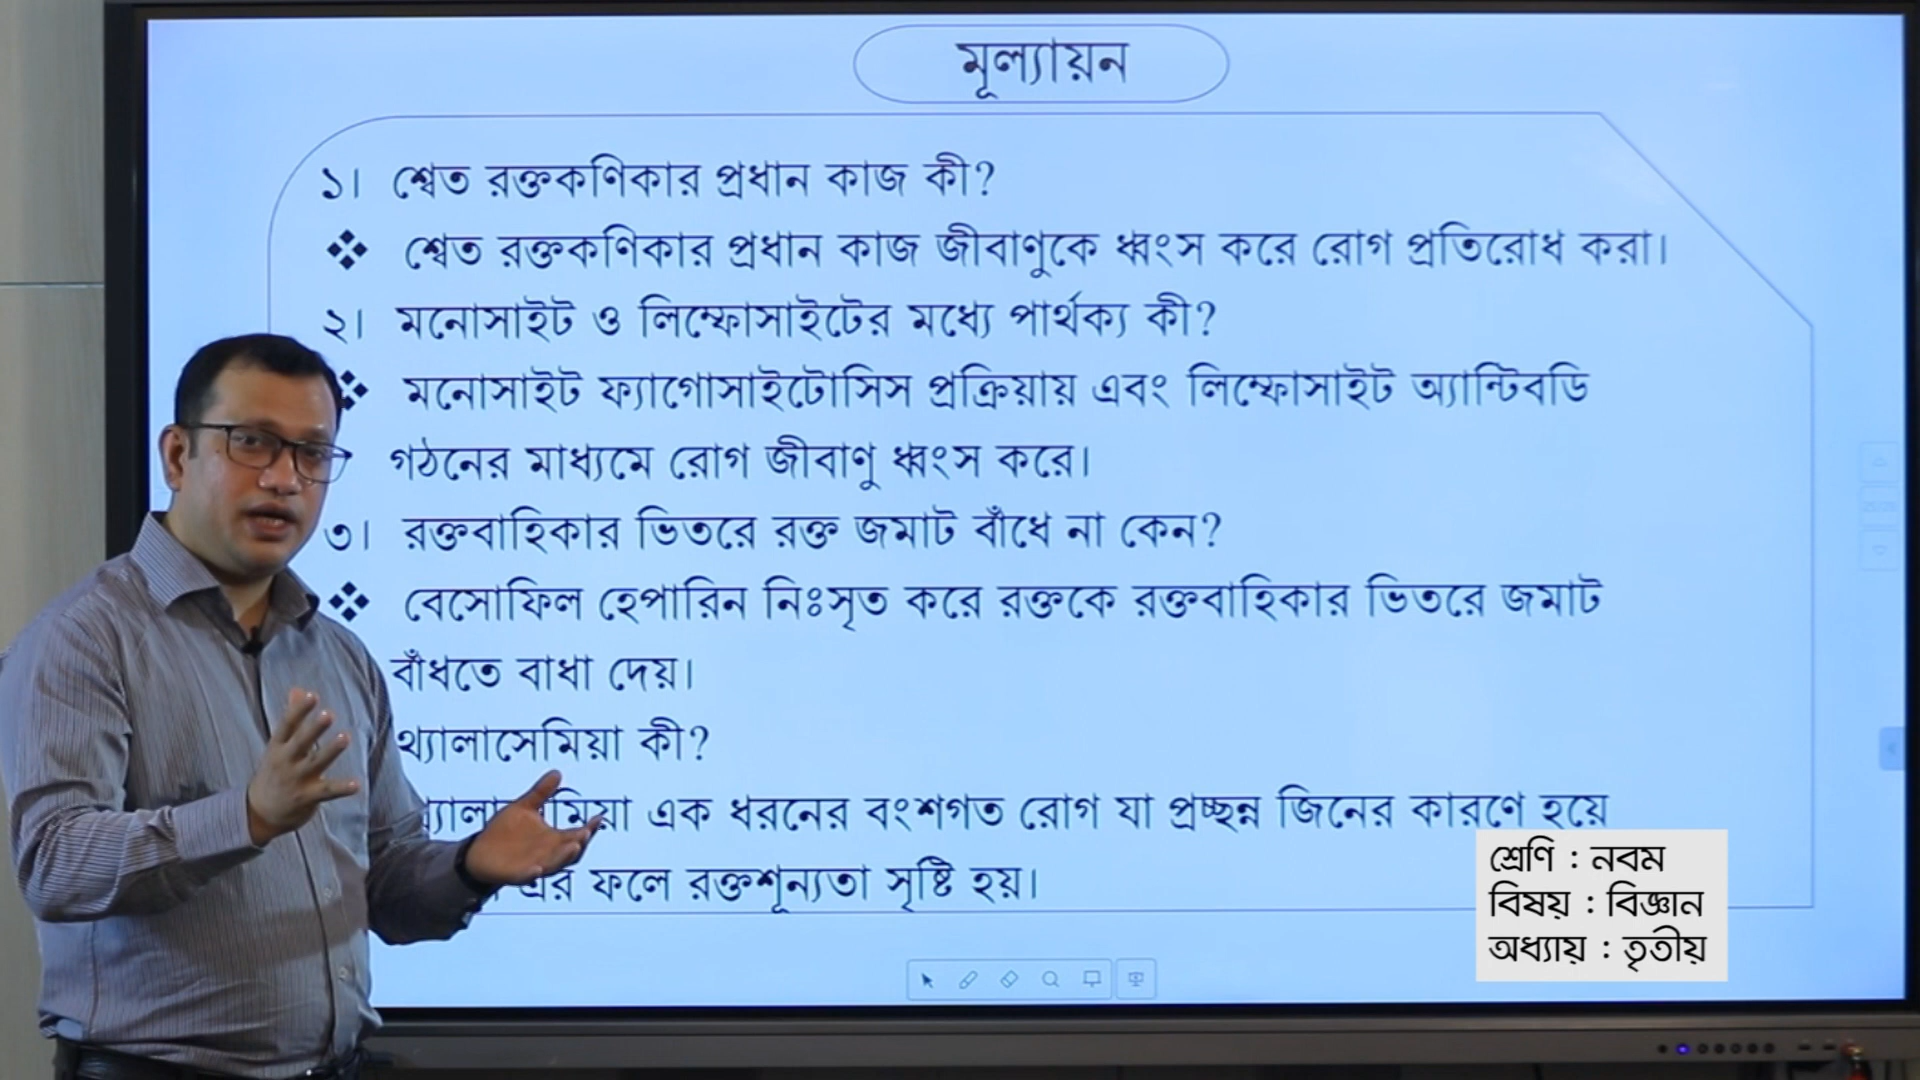 মূল্যায়ন
১। শ্বেত রক্তকণিকার প্রধান কাজ কী?
❖ শ্বেত রক্তকণিকার প্রধান কাজ জীবাণুকে ধ্বংস করে রোগ প্রতিরোধ করা।
২। মনোসাইট ও লিম্ফোসাইটের মধ্যে পার্থক্য কী?
❖ মনোসাইট ফ্যাগোসাইটোসিস প্রক্রিয়ায় এবং লিম্ফোসাইট অ্যান্টিবডি
গঠনের মাধ্যমে রোগ জীবাণু ধ্বংস করে।
৩। রক্তবাহিকার ভিতরে রক্ত জমাট বাঁধে না কেন?
❖ বেসোফিল হেপারিন নিঃসৃত করে রক্তকে রক্তবাহিকার ভিতরে জমাট
বাঁধতে বাধা দেয়।
থ্যালাসেমিয়া কী?
এক ধরনের বংশগত রোগ যা প্রচ্ছন্ন জিনের কারণে হয়ে
এর ফলে রক্তশূন্যতা সৃষ্টি হয়।
শ্রেণি : নবম
বিষয় : বিজ্ঞান
অধ্যায় : তৃতীয়